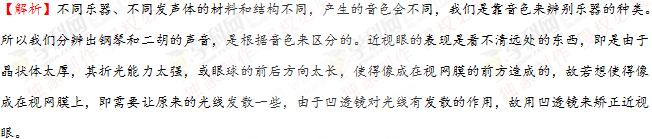 【解析】不同乐器、不同发声体的材料和结构不同，产生的音色会不同，我们是靠音色来辨别乐器的种类。
所以我们分辨出钢琴和二胡的声音，是根据音色来区分的。近视眼的表现是看不清远处的东西，即是由于
晶状体太厚，其折光能力太强，或眼球的前后方向太长，使得像成在视网膜的前方造成的，故若想使得像
成在视网膜上，即需要让原来的光线发散一些，由于凹透镜对光线有发散的作用，故用凹透镜来矫正近视
眼。